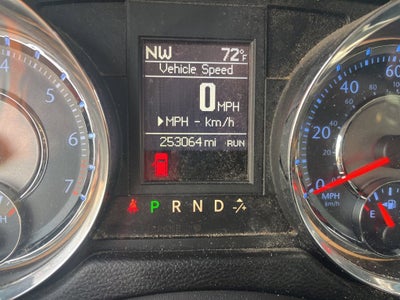 NW 72°F
Vehicle Speed
0 MPH
▶MPH - km/h
253064 mi RUN
P R N D
4
5
6
7
60
40
20
0
MPH
km/h
100
E